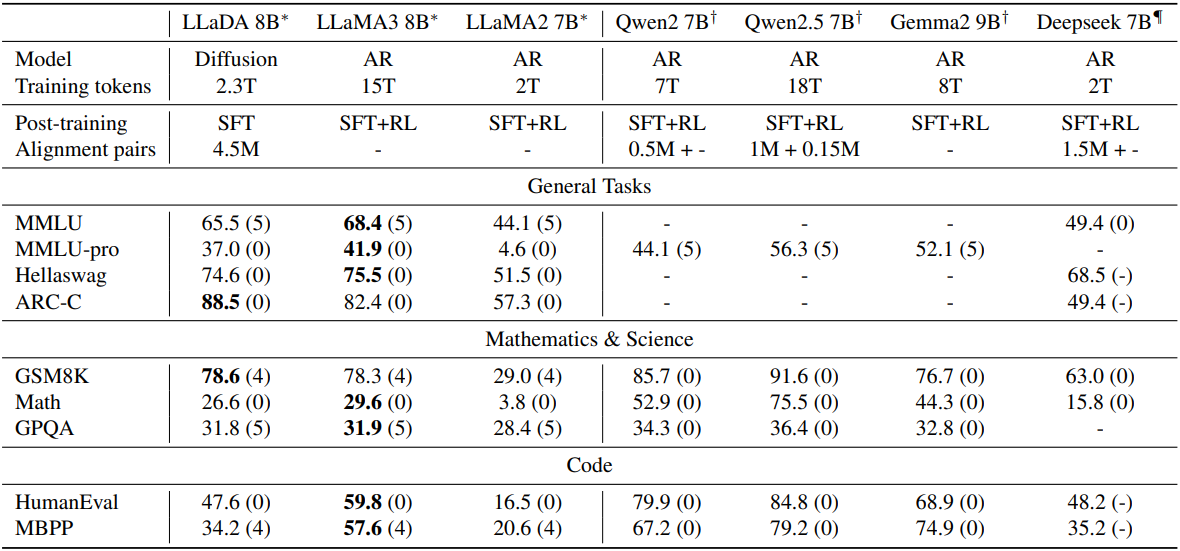 LLaDA 8B* LLaMA3 8B* LLaMA2 7B* Qwen2 7B† Qwen2.5 7B† Gemma2 9B† Deepseek 7B¶
Model Diffusion AR AR AR AR AR AR
Training tokens 2.3T 15T 2T 7T 18T 8T 2T
Post-training SFT SFT+RL SFT+RL SFT+RL SFT+RL SFT+RL SFT+RL
Alignment pairs 4.5M - - 0.5M + - 1M + 0.15M - 1.5M + -
General Tasks
MMLU 65.5 (5) 68.4 (5) 44.1 (5) - - - 49.4 (0)
MMLU-pro 37.0 (0) 41.9 (0) 4.6 (0) 44.1 (5) 56.3 (5) 52.1 (5) -
Hellaswag 74.6 (0) 75.5 (0) 51.5 (0) - - - 68.5 (-)
ARC-C 88.5 (0) 82.4 (0) 57.3 (0) - - - 49.4 (-)
Mathematics & Science
GSM8K 78.6 (4) 78.3 (4) 29.0 (4) 85.7 (0) 91.6 (0) 76.7 (0) 63.0 (0)
Math 26.6 (0) 29.6 (0) 3.8 (0) 52.9 (0) 75.5 (0) 44.3 (0) 15.8 (0)
GPQA 31.8 (5) 31.9 (5) 28.4 (5) 34.3 (0) 36.4 (0) 32.8 (0) -
Code
HumanEval 47.6 (0) 59.8 (0) 16.5 (0) 79.9 (0) 84.8 (0) 68.9 (0) 48.2 (-)
MBPP 34.2 (4) 57.6 (4) 20.6 (4) 67.2 (0) 79.2 (0) 74.9 (0) 35.2 (-)